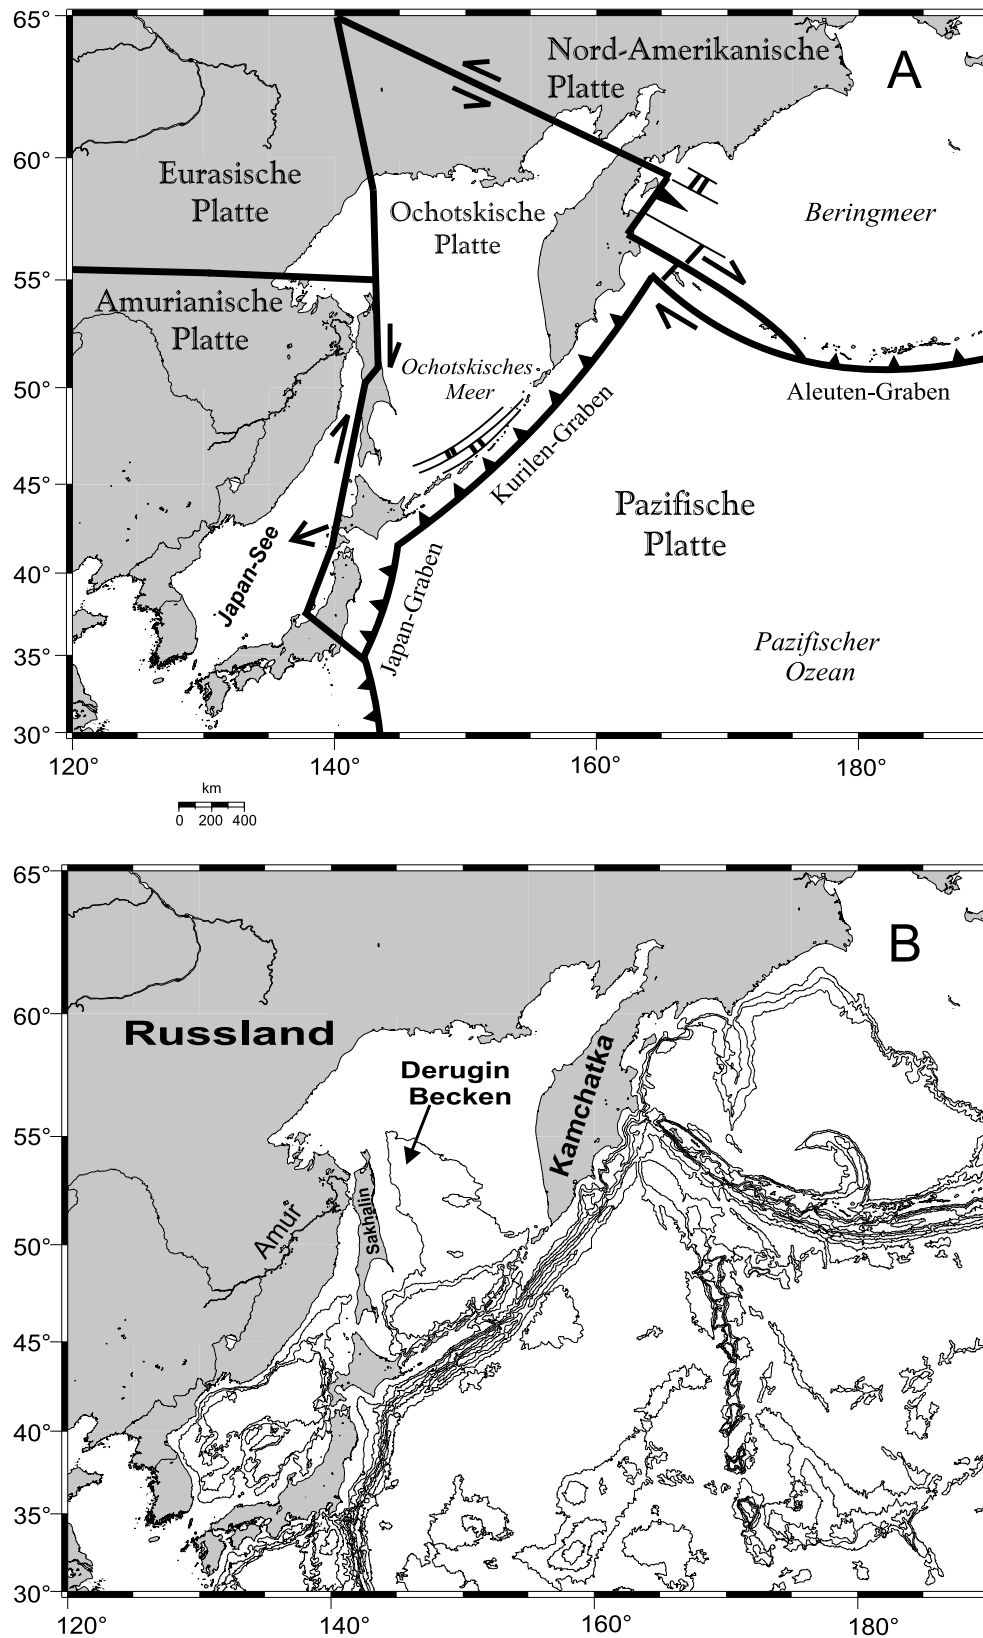 65°
Nord-Amerikanische
Platte
A
60°
Eurasische
Platte
Ochotskische
Platte
Beringmeer
55°
Amurianische
Platte
Ochotskisches
Meer
50°
Aleuten-Graben
Kurilen-Graben
45°
Pazifische
Platte
Japan-See
40°
Japan-Graben
Pazifischer
Ozean
35°
30°
120°
140°
160°
180°
km
0 200 400
65°
B
60°
Russland
Derugin
Becken
Kamchatka
55°
Sakhalin
Amur
50°
45°
40°
35°
30°
120°
140°
160°
180°